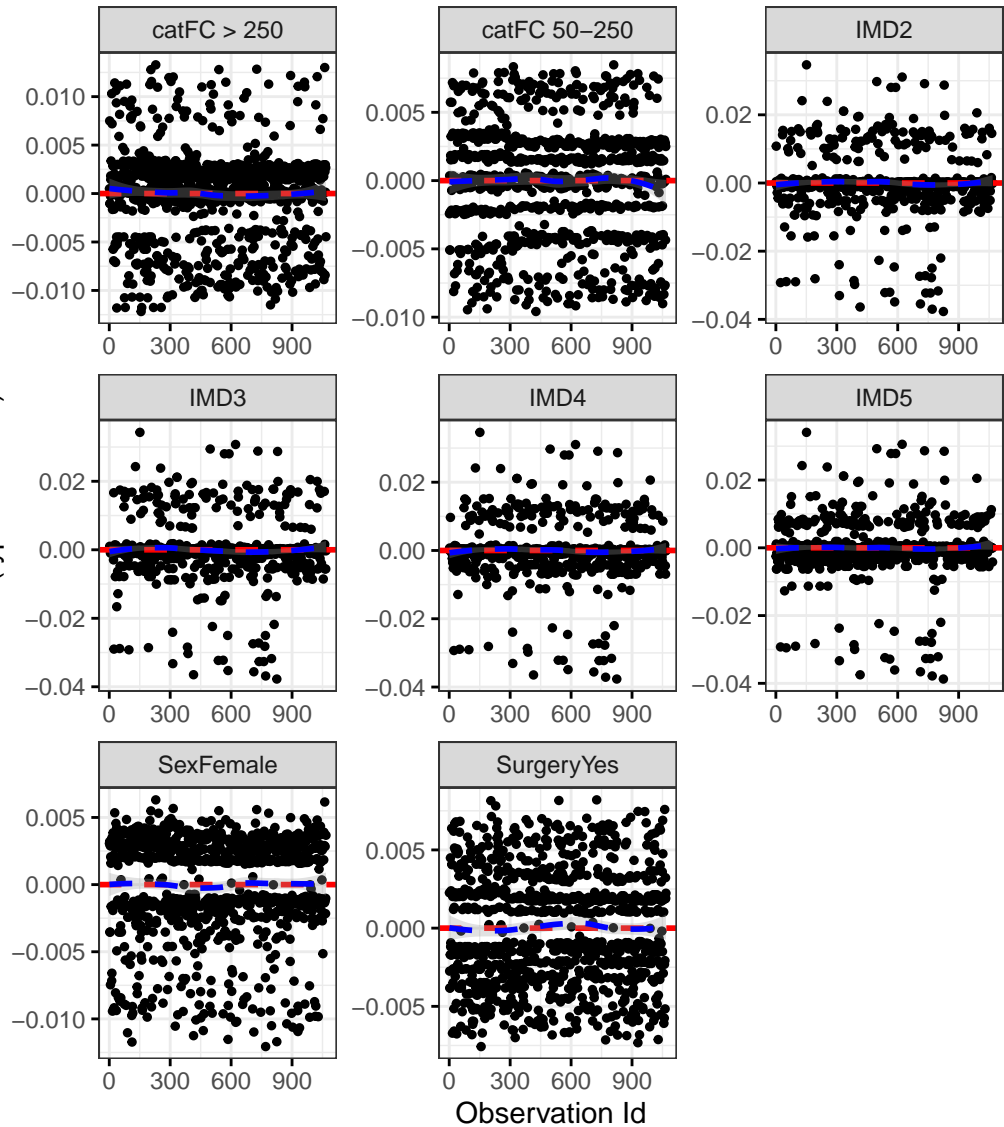 catFC > 250 catFC 50−250 IMD2
0.010 0.005 0.000 −0.005 −0.010
0.005 0.000 −0.005 −0.010
0.02 0.00 −0.02 −0.04
0 300 600 900 0 300 600 900 0 300 600 900
IMD3 IMD4 IMD5
0.02 0.00 −0.02 −0.04
0.02 0.00 −0.02 −0.04
0.02 0.00 −0.02 −0.04
0 300 600 900 0 300 600 900 0 300 600 900
SexFemale SurgeryYes
0.005 0.000 −0.005 −0.010
0.005 0.000 −0.005
0 300 600 900 0 300 600 900
Observation Id